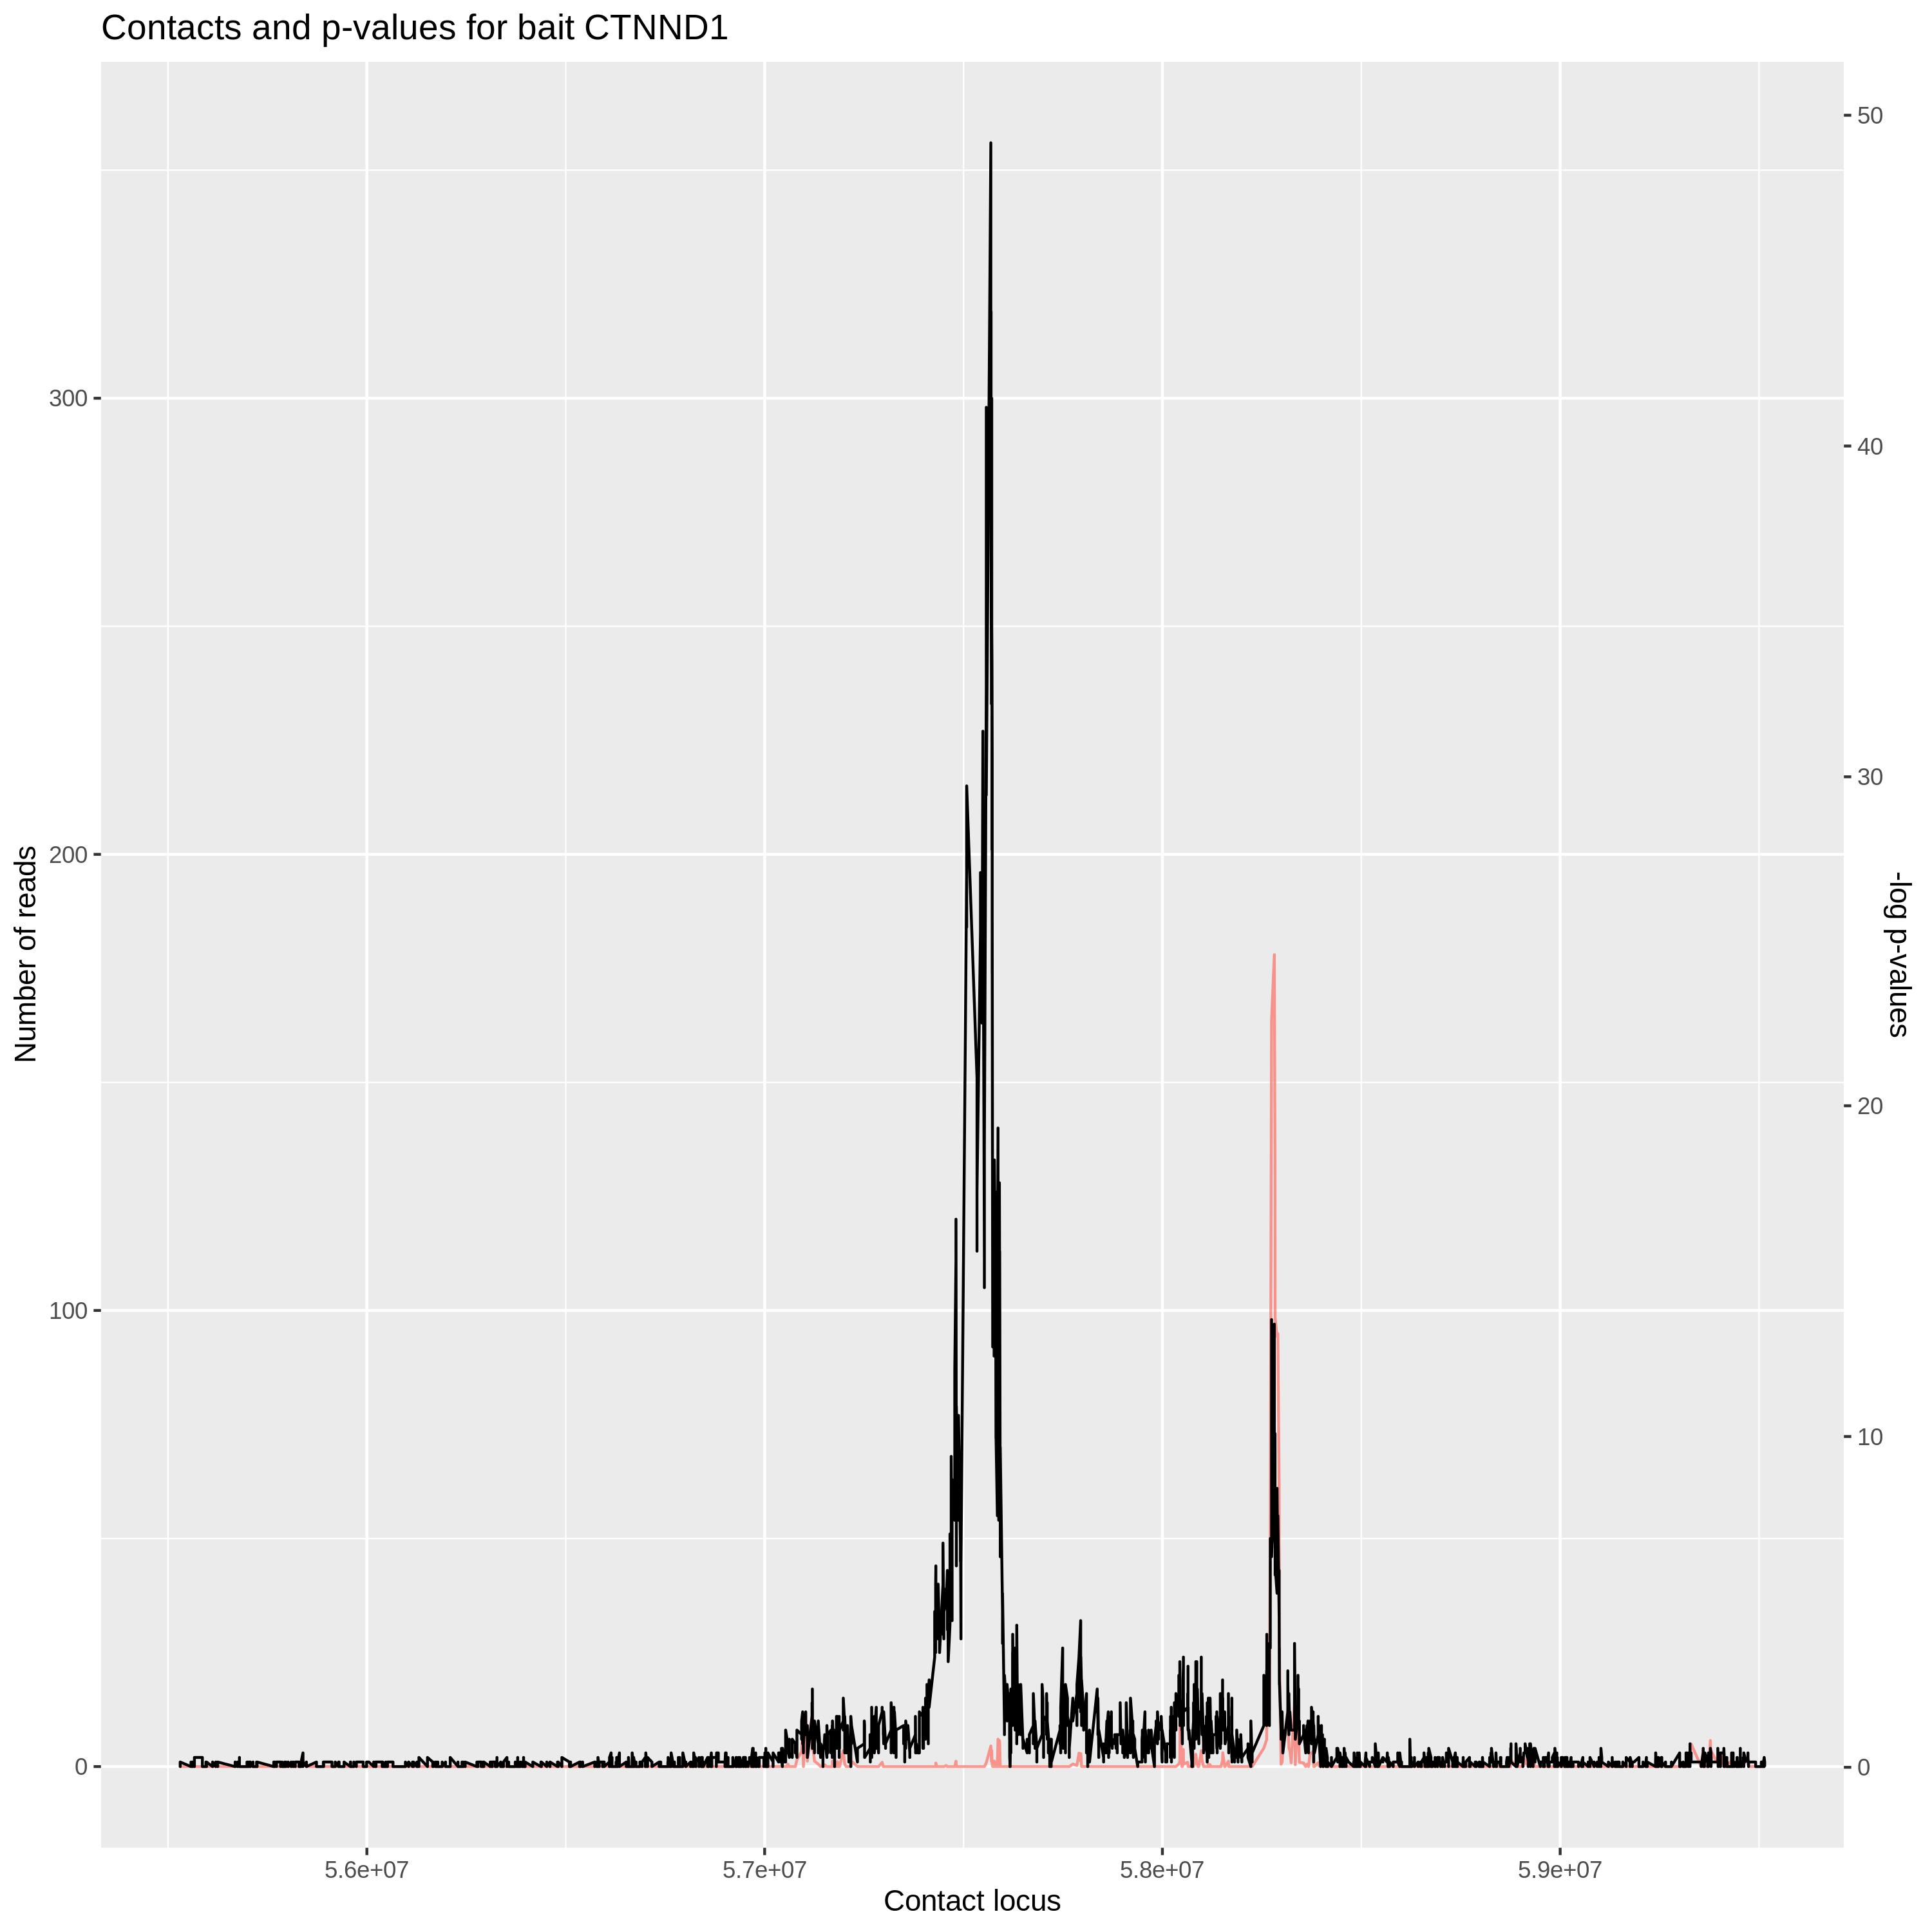 Contacts and p-values for bait CTNND1
50
40
300
30
200
20
100
10
0
0
Number of reads
-log p-values
5.6e+07
5.7e+07
5.8e+07
5.9e+07
Contact locus